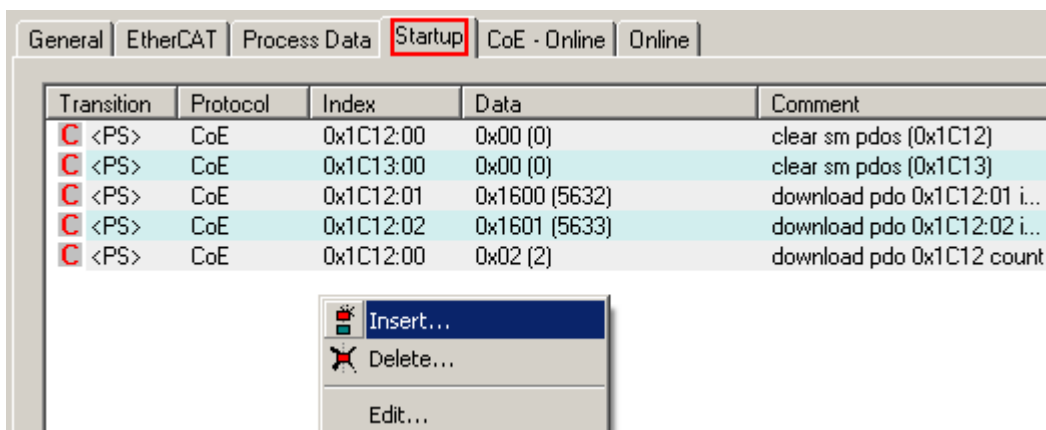 General EtherCAT Process Data Startup CoE - Online Online
Transition Protocol Index Data Comment
C <PS> CoE 0x1C12:00 0x00 (0) clear sm pdos (0x1C12)
C <PS> CoE 0x1C13:00 0x00 (0) clear sm pdos (0x1C13)
C <PS> CoE 0x1C12:01 0x1600 (5632) download pdo 0x1C12:01 i...
C <PS> CoE 0x1C12:02 0x1601 (5633) download pdo 0x1C12:02 i...
C <PS> CoE 0x1C12:00 0x02 (2) download pdo 0x1C12 count
Insert...
Delete...
Edit...